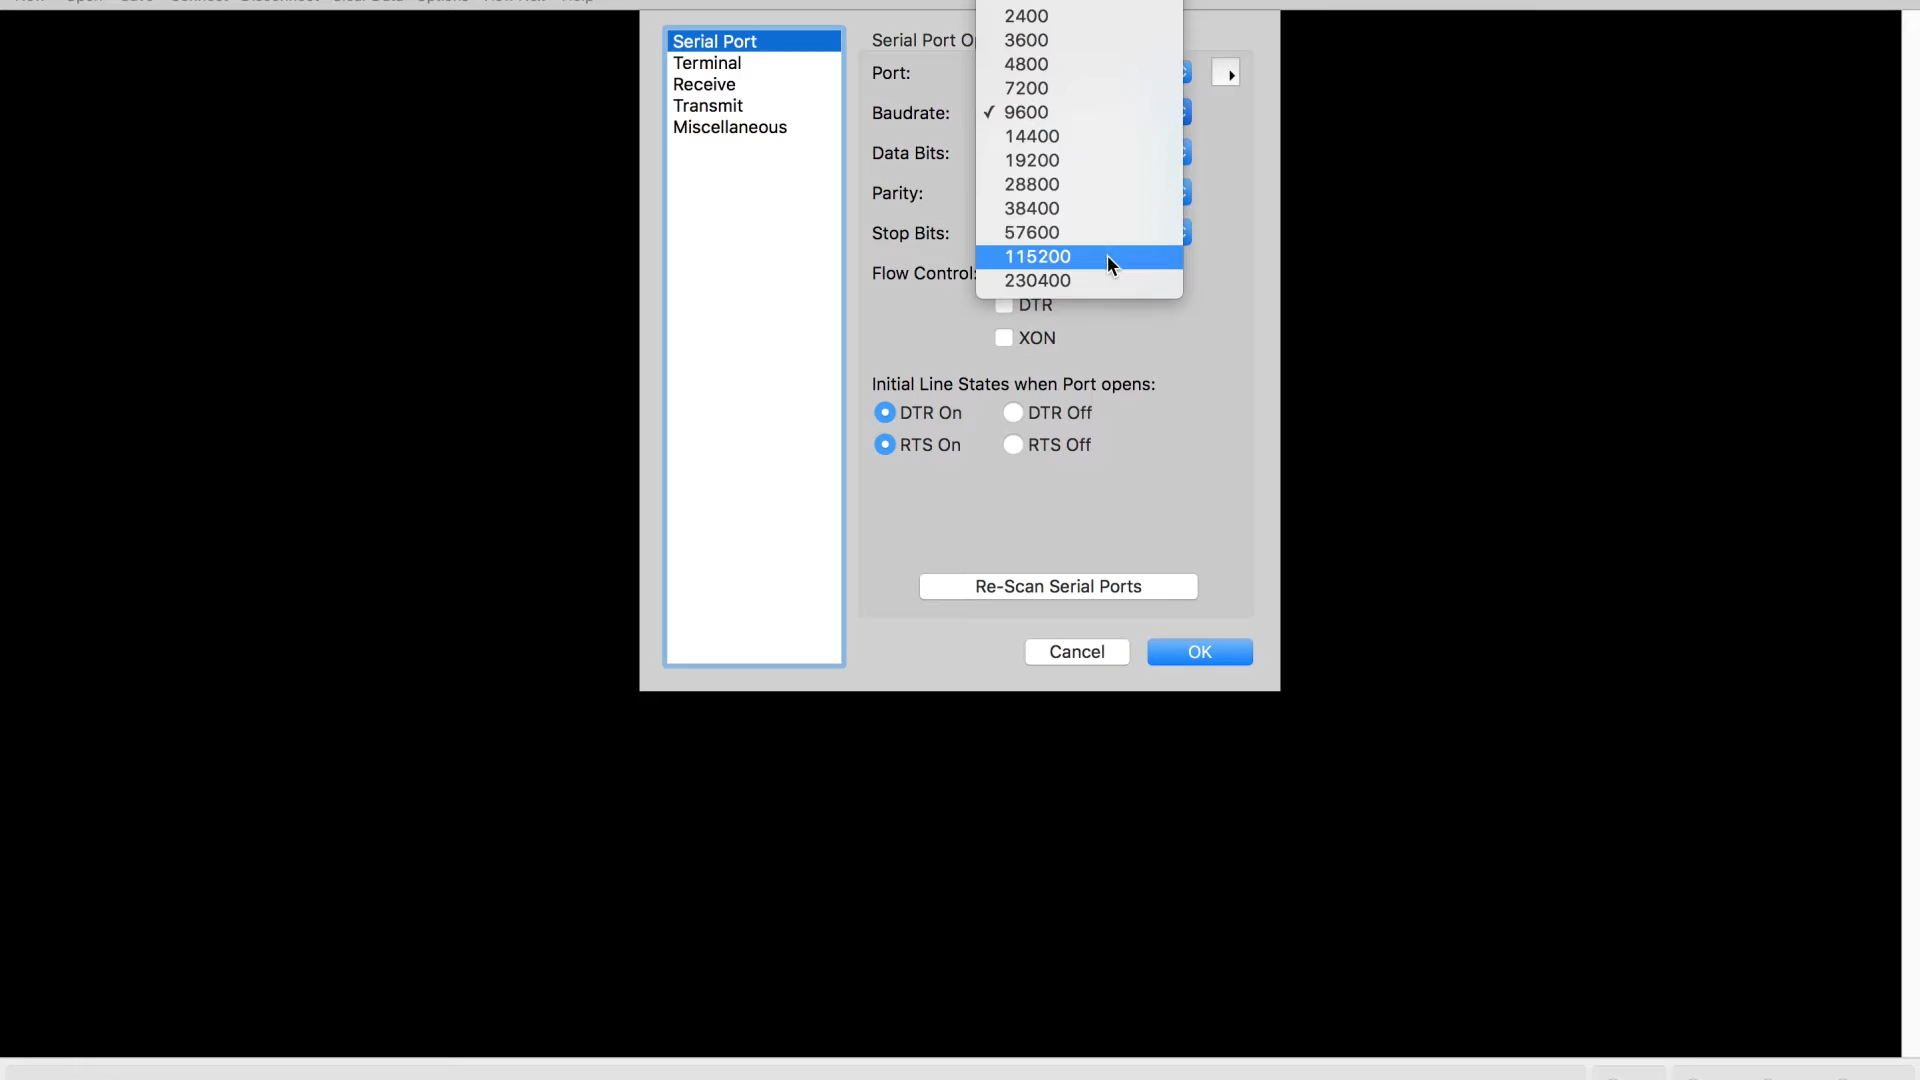 Serial Port
Terminal
Receive
Transmit
Miscellaneous
Serial Port O
Port:
Baudrate:
Data Bits:
Parity:
Stop Bits:
Flow Control:
2400
3600
4800
7200
✓ 9600
14400
19200
28800
38400
57600
115200
230400
DTR
XON
Initial Line States when Port opens:
DTR On DTR Off
RTS On RTS Off
Re-Scan Serial Ports
Cancel OK